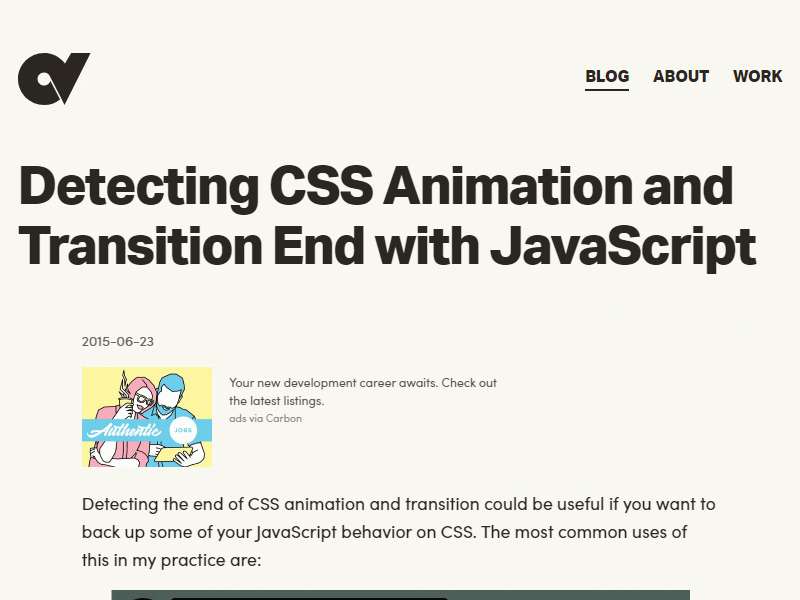 BLOG ABOUT WORK
Detecting CSS Animation and
Transition End with JavaScript
2015-06-23
Authentic JOBS
Your new development career awaits. Check out
the latest listings.
ads via Carbon
Detecting the end of CSS animation and transition could be useful if you want to
back up some of your JavaScript behavior on CSS. The most common uses of
this in my practice are: